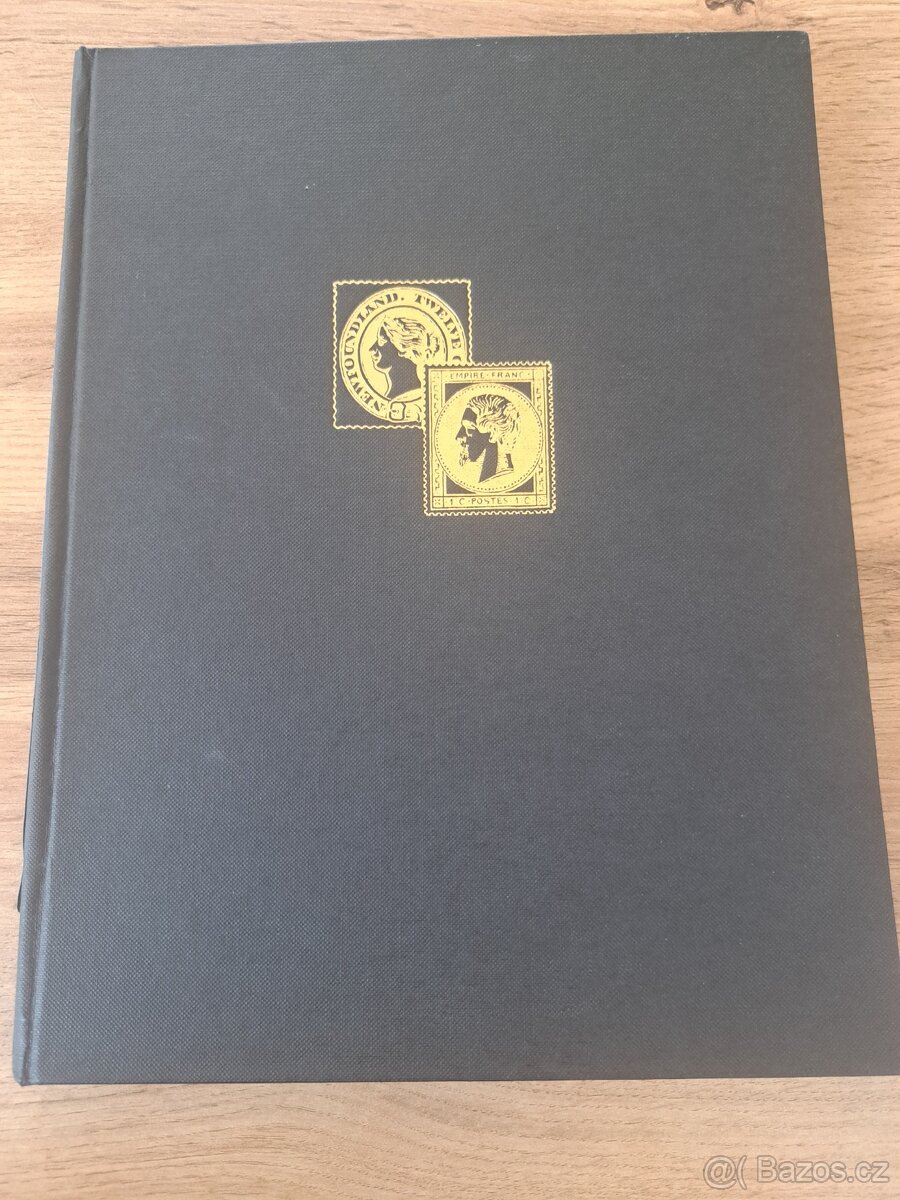 NEWFOUNDLAND. TWELVE C
EMPIRE · FRANC ·
1 C · POSTES · 1 C ·
@( Bazos.cz